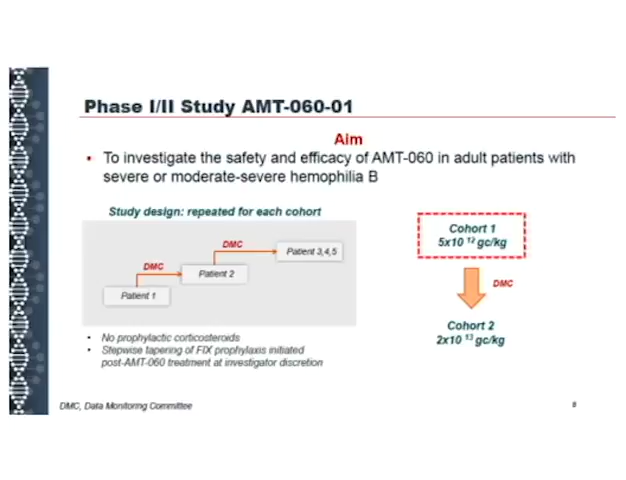 Phase I/II Study AMT-060-01
Aim
▪ To investigate the safety and efficacy of AMT-060 in adult patients with
severe or moderate-severe hemophilia B
Study design: repeated for each cohort
DMC
Patient 3,4,5
DMC
Patient 2
Patient 1
Cohort 1
5x10 12 gc/kg
DMC
Cohort 2
2x10 13 gc/kg
• No prophylactic corticosteroids
• Stepwise tapering of FIX prophylaxis initiated
post-AMT-060 treatment at investigator discretion
DMC, Data Monitoring Committee